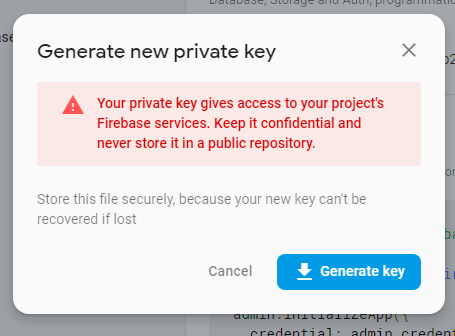 Database, Storage and Auth, programmatic
Generate new private key
Your private key gives access to your project's
Firebase services. Keep it confidential and
never store it in a public repository.
Store this file securely, because your new key can't be
recovered if lost
Cancel
Generate key
admin.initializeApp({
credential: admin.creden